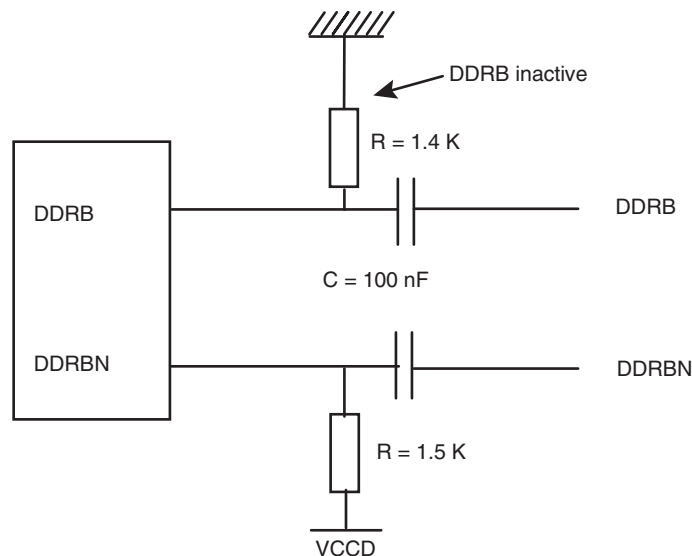 DDRB inactive
R = 1.4 K
DDRB
DDRB
C = 100 nF
DDRBN
DDRBN
R = 1.5 K
VCCD